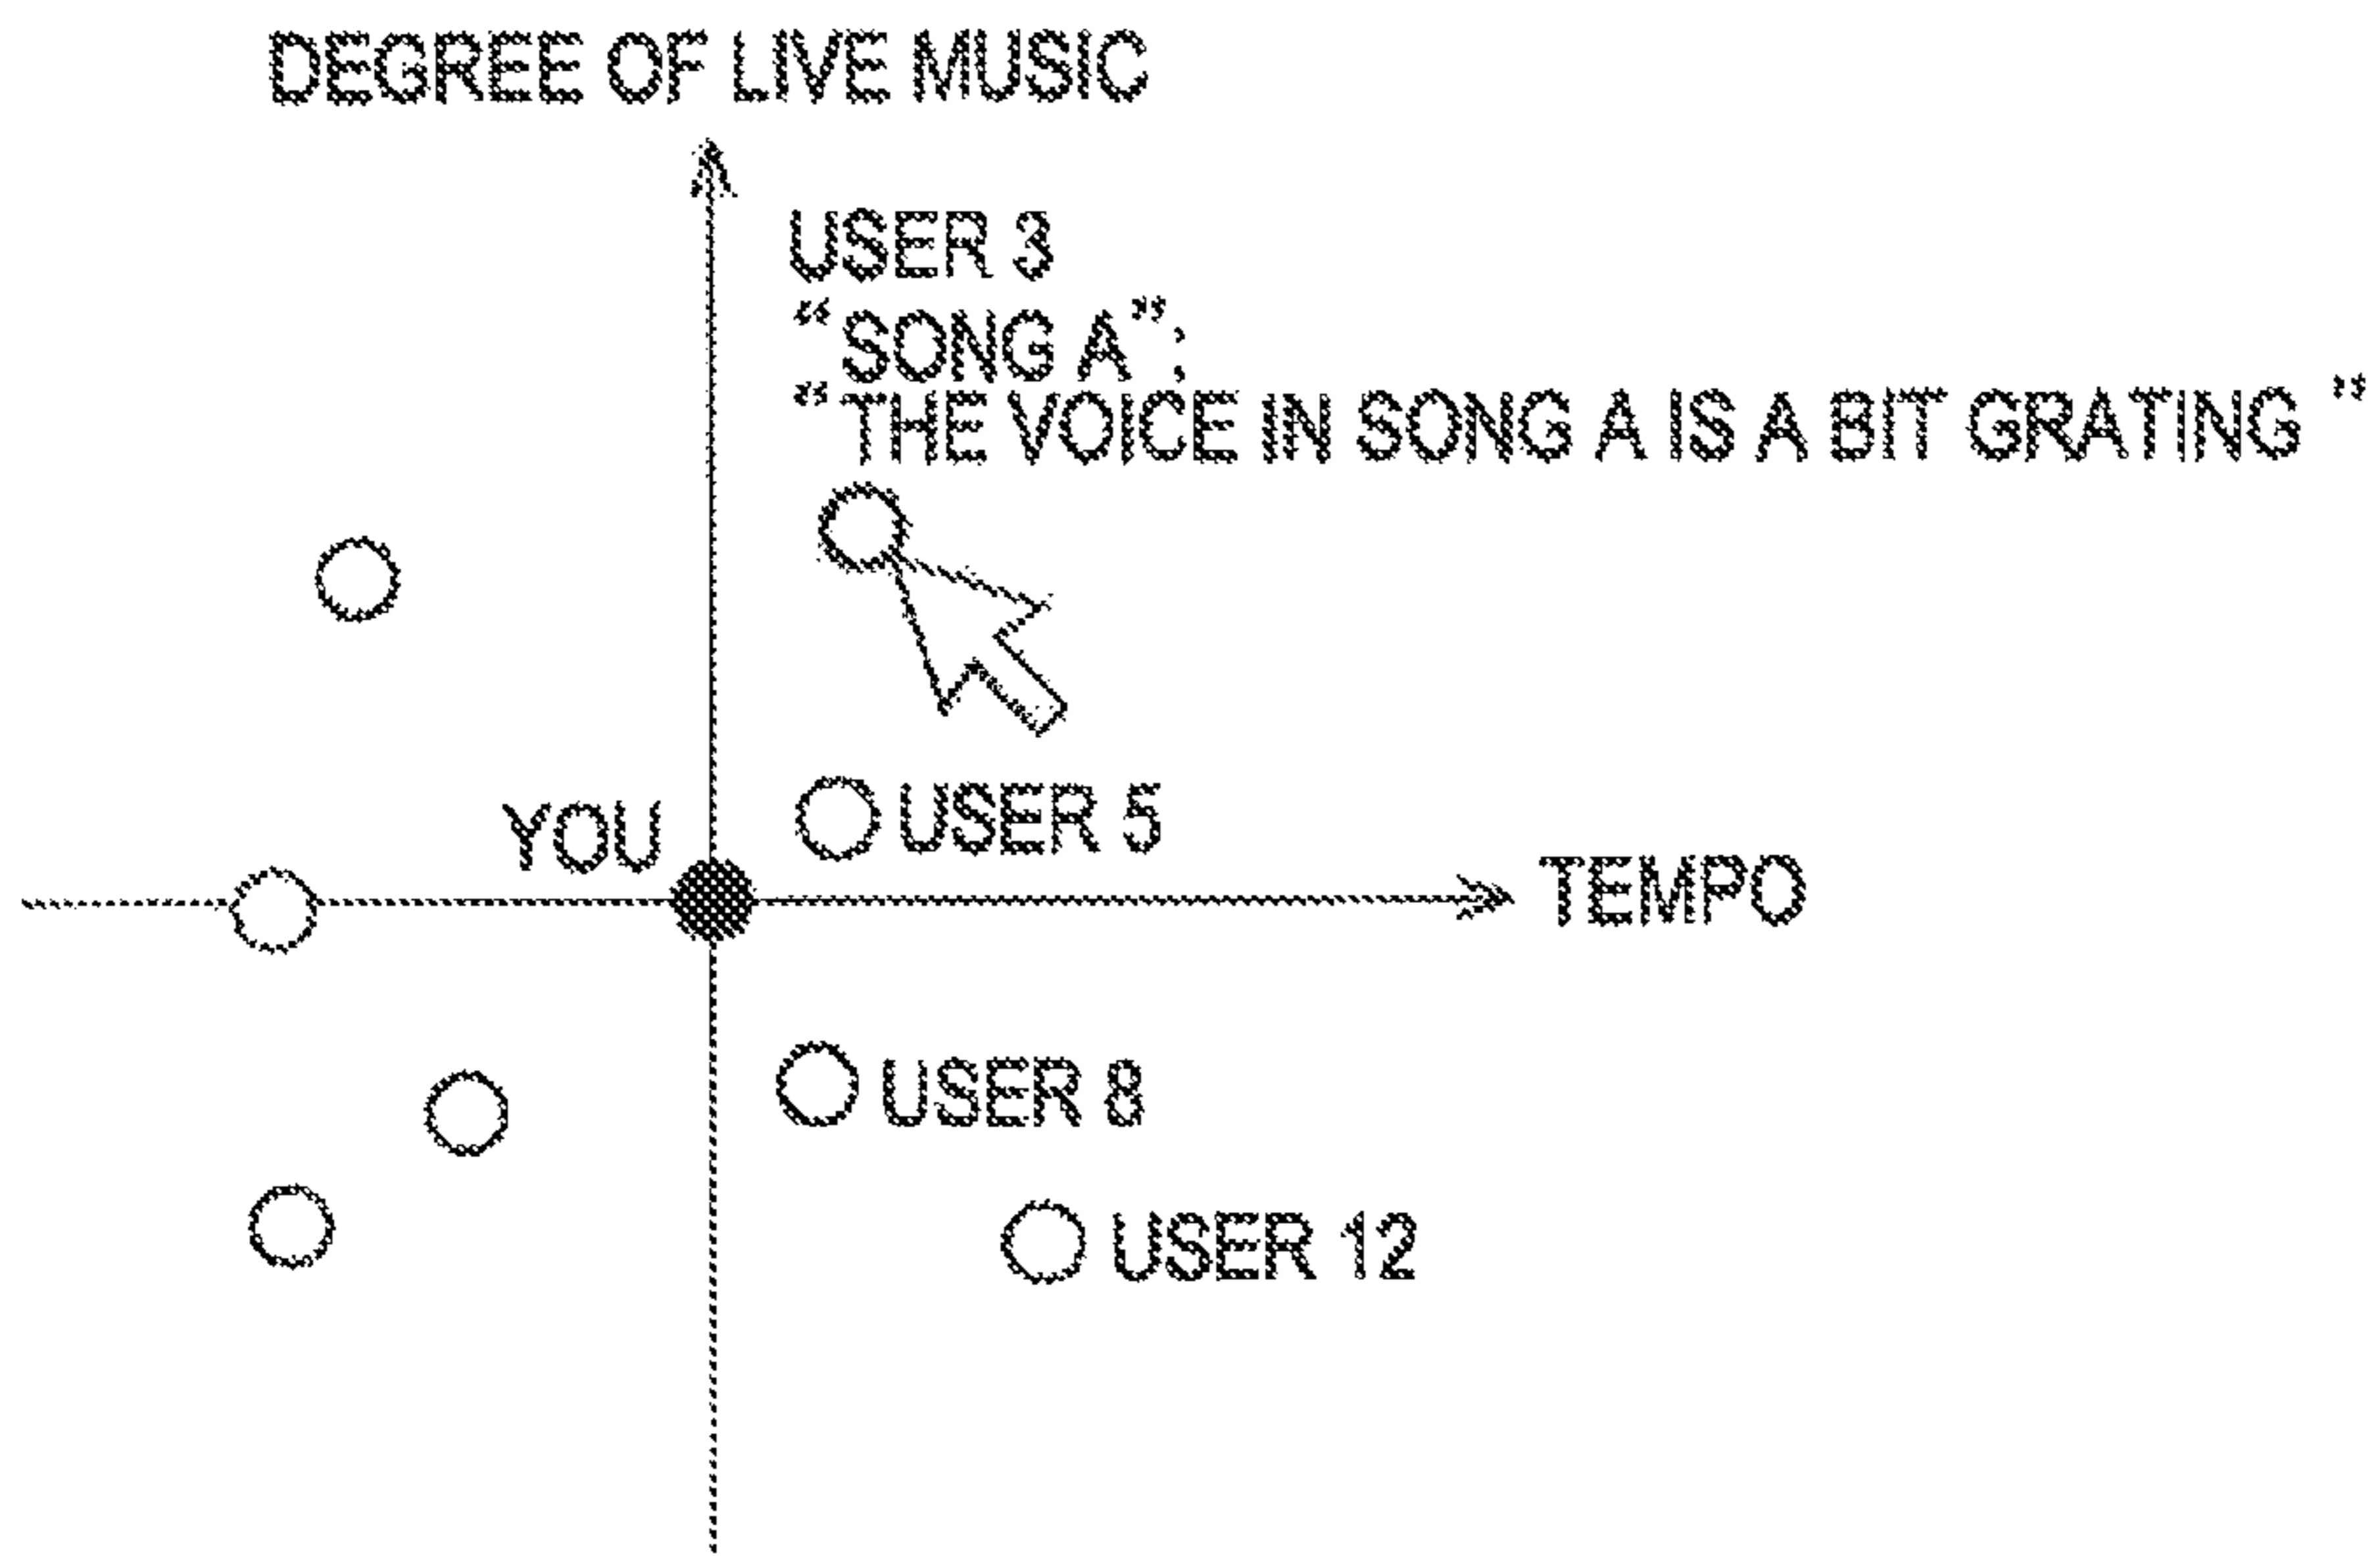 DEGREE OF LIVE MUSIC
USER 3
“SONG A”:
“THE VOICE IN SONG A IS A BIT GRATING ”
USER 5
YOU
TEMPO
USER 8
USER 12